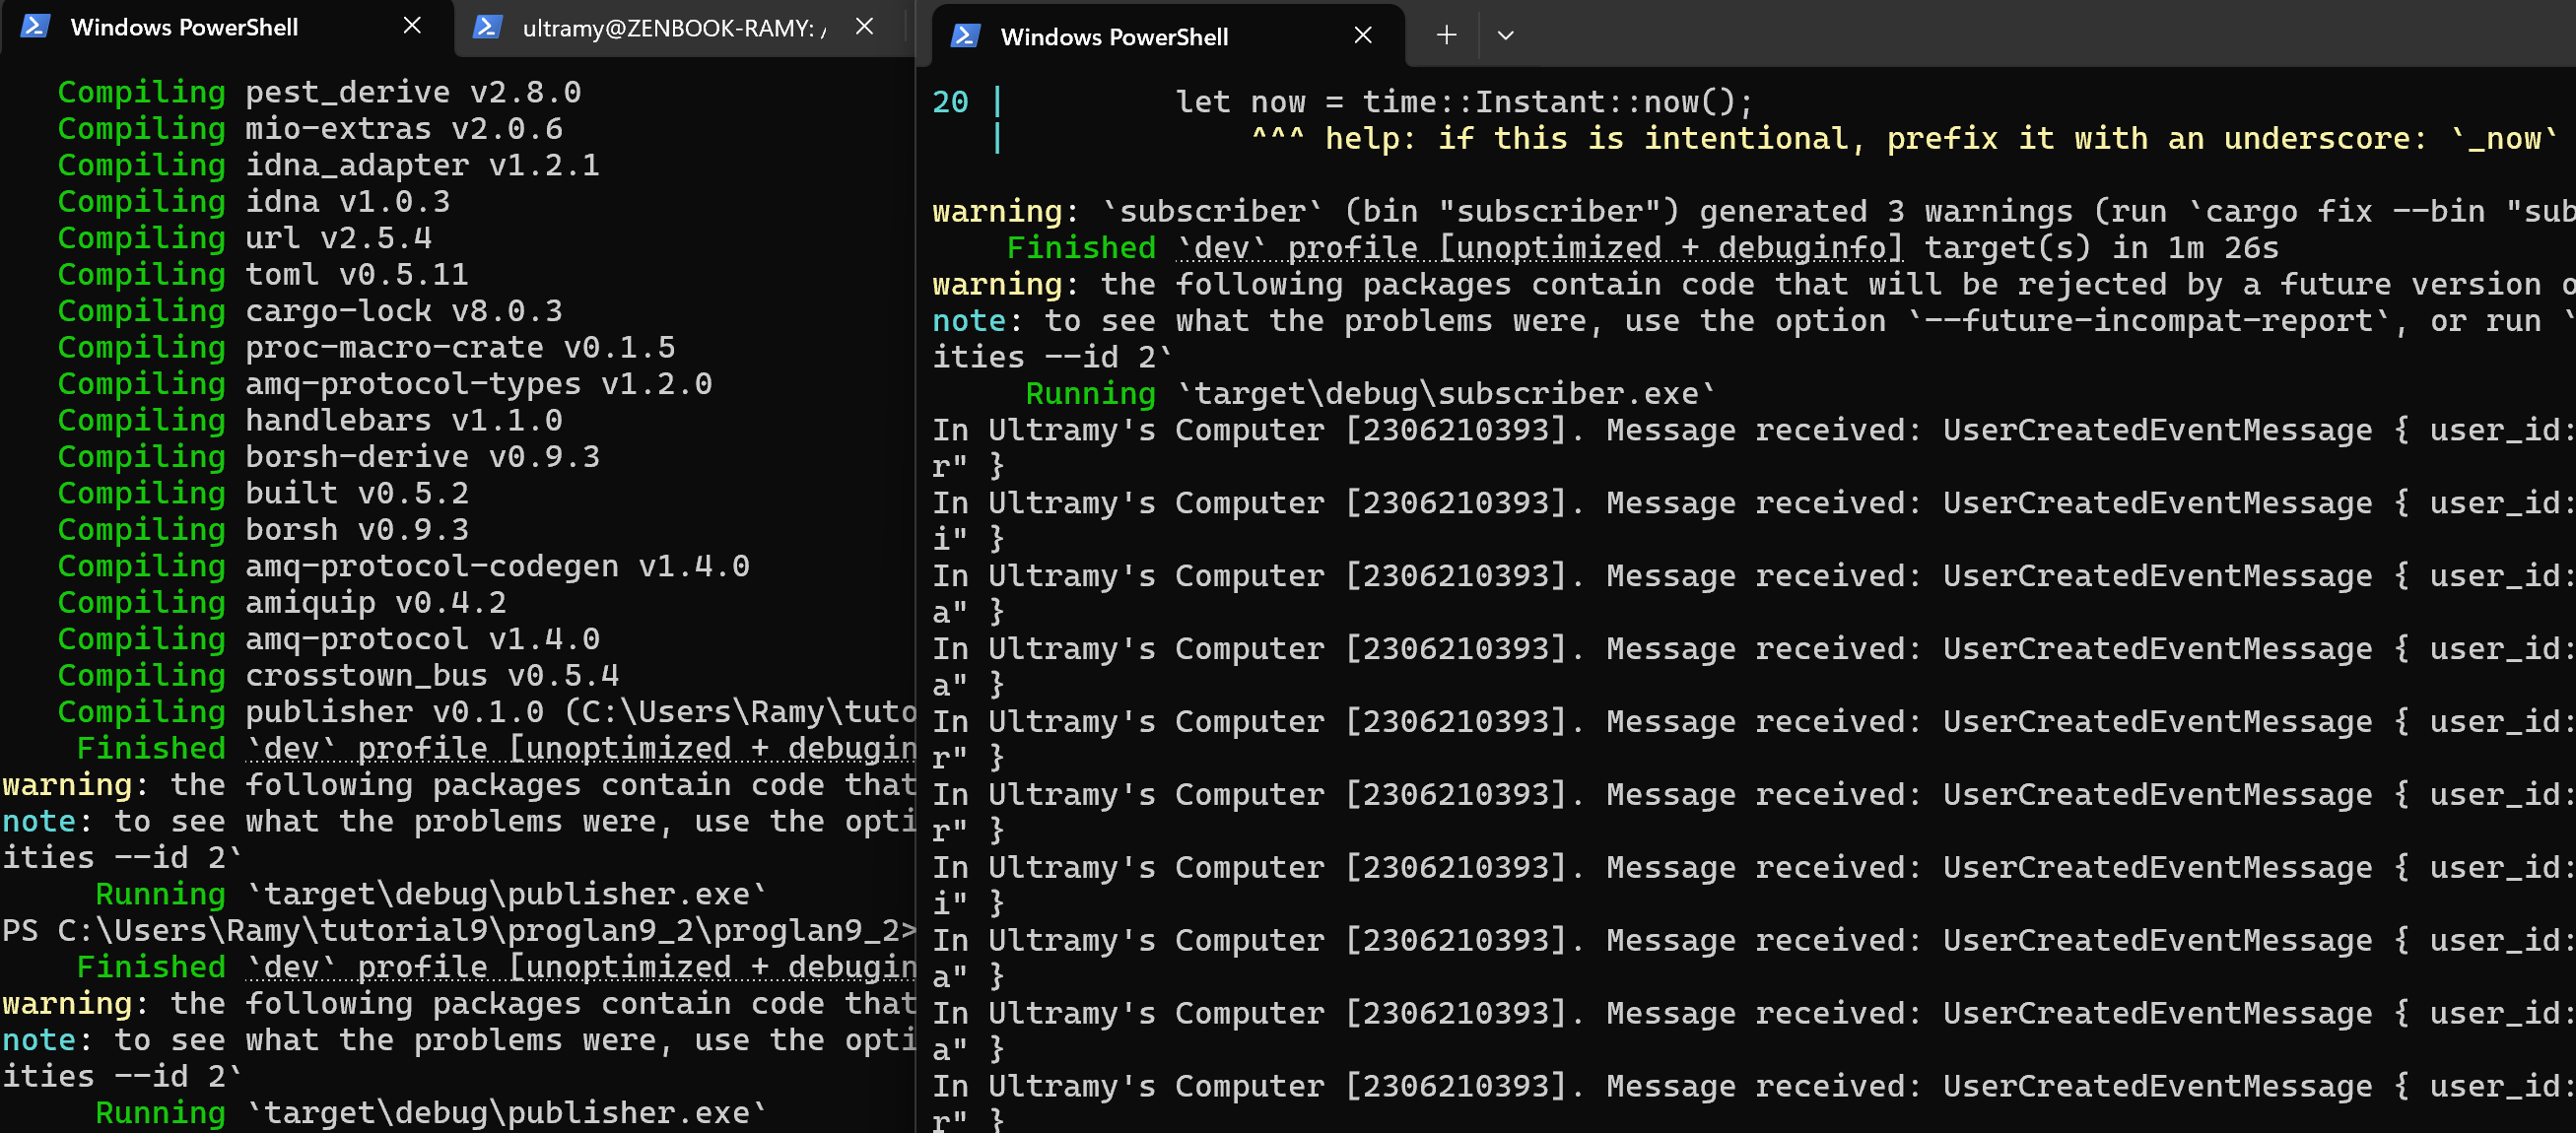 Windows PowerShell
ultramy@ZENBOOK-RAMY: /
Compiling pest_derive v2.8.0
Compiling mio-extras v2.0.6
Compiling idna_adapter v1.2.1
Compiling idna v1.0.3
Compiling url v2.5.4
Compiling toml v0.5.11
Compiling cargo-lock v8.0.3
Compiling proc-macro-crate v0.1.5
Compiling amq-protocol-types v1.2.0
Compiling handlebars v1.1.0
Compiling borsh-derive v0.9.3
Compiling built v0.5.2
Compiling borsh v0.9.3
Compiling amq-protocol-codegen v1.4.0
Compiling amiquip v0.4.2
Compiling amq-protocol v1.4.0
Compiling crosstown_bus v0.5.4
Compiling publisher v0.1.0 (C:\Users\Ramy\tuto
Finished `dev` profile [unoptimized + debugin
warning: the following packages contain code that
note: to see what the problems were, use the opti
ities --id 2`
Running `target\debug\publisher.exe`
PS C:\Users\Ramy\tutorial9\proglan9_2\proglan9_2>
Finished `dev` profile [unoptimized + debugin
warning: the following packages contain code that
note: to see what the problems were, use the opti
ities --id 2`
Running `target\debug\publisher.exe`
Windows PowerShell
20 | let now = time::Instant::now();
| ^^^ help: if this is intentional, prefix it with an underscore: `_now`
warning: `subscriber` (bin "subscriber") generated 3 warnings (run `cargo fix --bin "sub
Finished `dev` profile [unoptimized + debuginfo] target(s) in 1m 26s
warning: the following packages contain code that will be rejected by a future version o
note: to see what the problems were, use the option `--future-incompat-report`, or run `
ities --id 2`
Running `target\debug\subscriber.exe`
In Ultramy's Computer [2306210393]. Message received: UserCreatedEventMessage { user_id:
r" }
In Ultramy's Computer [2306210393]. Message received: UserCreatedEventMessage { user_id:
i" }
In Ultramy's Computer [2306210393]. Message received: UserCreatedEventMessage { user_id:
a" }
In Ultramy's Computer [2306210393]. Message received: UserCreatedEventMessage { user_id:
a" }
In Ultramy's Computer [2306210393]. Message received: UserCreatedEventMessage { user_id:
r" }
In Ultramy's Computer [2306210393]. Message received: UserCreatedEventMessage { user_id:
r" }
In Ultramy's Computer [2306210393]. Message received: UserCreatedEventMessage { user_id:
i" }
In Ultramy's Computer [2306210393]. Message received: UserCreatedEventMessage { user_id:
a" }
In Ultramy's Computer [2306210393]. Message received: UserCreatedEventMessage { user_id:
a" }
In Ultramy's Computer [2306210393]. Message received: UserCreatedEventMessage { user_id:
r" }